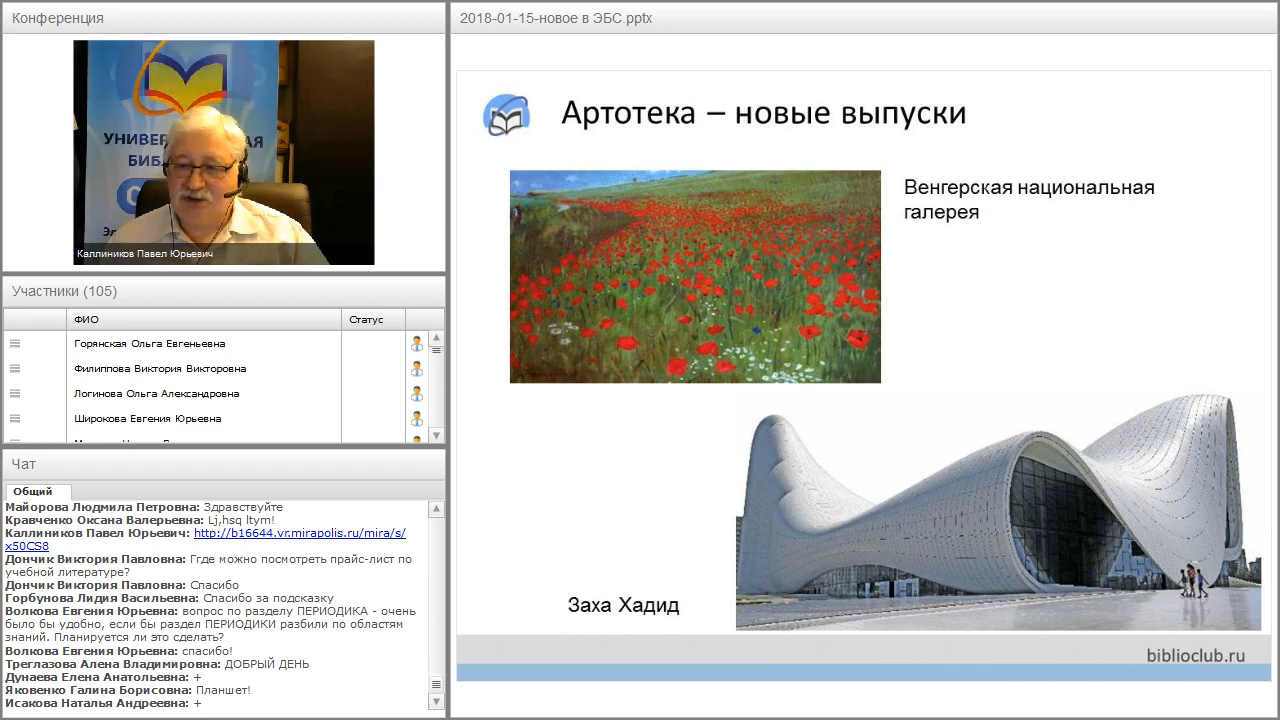 Конференция
УНИВЕР
АЯ
БИБЛ
Каллиников Павел Юрьевич
Участники (105)
ФИО
Статус
Горянская Ольга Евгеньевна
Филиппова Виктория Викторовна
Логинова Ольга Александровна
Широкова Евгения Юрьевна
Чат
Общий
Майорова Людмила Петровна: Здравствуйте
Кравченко Оксана Валерьевна: Lj,hsq ltym!
Каллиников Павел Юрьевич: http://b16644.vr.mirapolis.ru/mira/s/
x50CS8
Дончик Виктория Павловна: Ггде можно посмотреть прайс-лист по
учебной литературе?
Дончик Виктория Павловна: Спасибо
Горбунова Лидия Васильевна: Спасибо за подсказку
Волкова Евгения Юрьевна: вопрос по разделу ПЕРИОДИКА - очень
было бы удобно, если бы раздел ПЕРИОДИКИ разбили по областям
знаний. Планируется ли это сделать?
Волкова Евгения Юрьевна: спасибо!
Треглазова Алена Владимировна: ДОБРЫЙ ДЕНЬ
Дунаева Елена Анатольевна: +
Яковенко Галина Борисовна: Планшет!
Исакова Наталья Андреевна: +
2018-01-15-новое в ЭБС.pptx
Артотека – новые выпуски
Венгерская национальная
галерея
Заха Хадид
biblioclub.ru